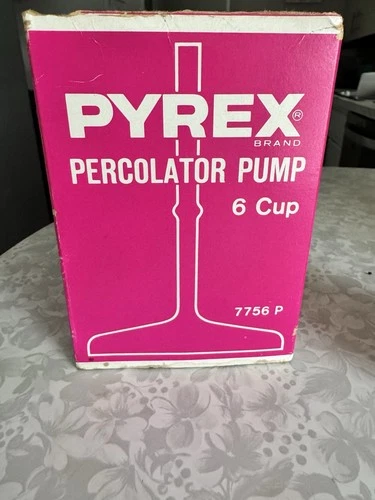 PYREX®
BRAND
PERCOLATOR PUMP
6 Cup
7756 P